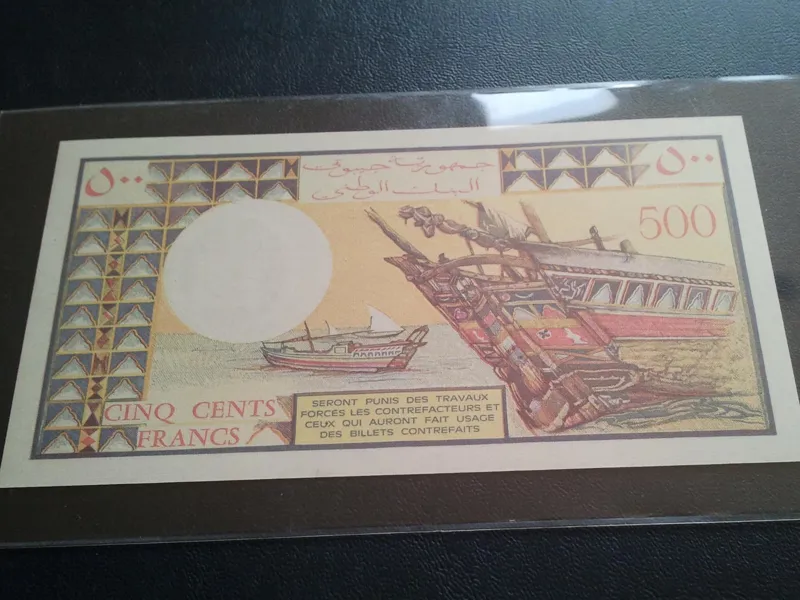 ٥٠٠
جمهورية جيبوتي
٥٠٠
البنك الوطني
500
CINQ CENTS
FRANCS
SERONT PUNIS DES TRAVAUX
FORCES LES CONTREFACTEURS ET
CEUX QUI AURONT FAIT USAGE
DES BILLETS CONTREFAITS